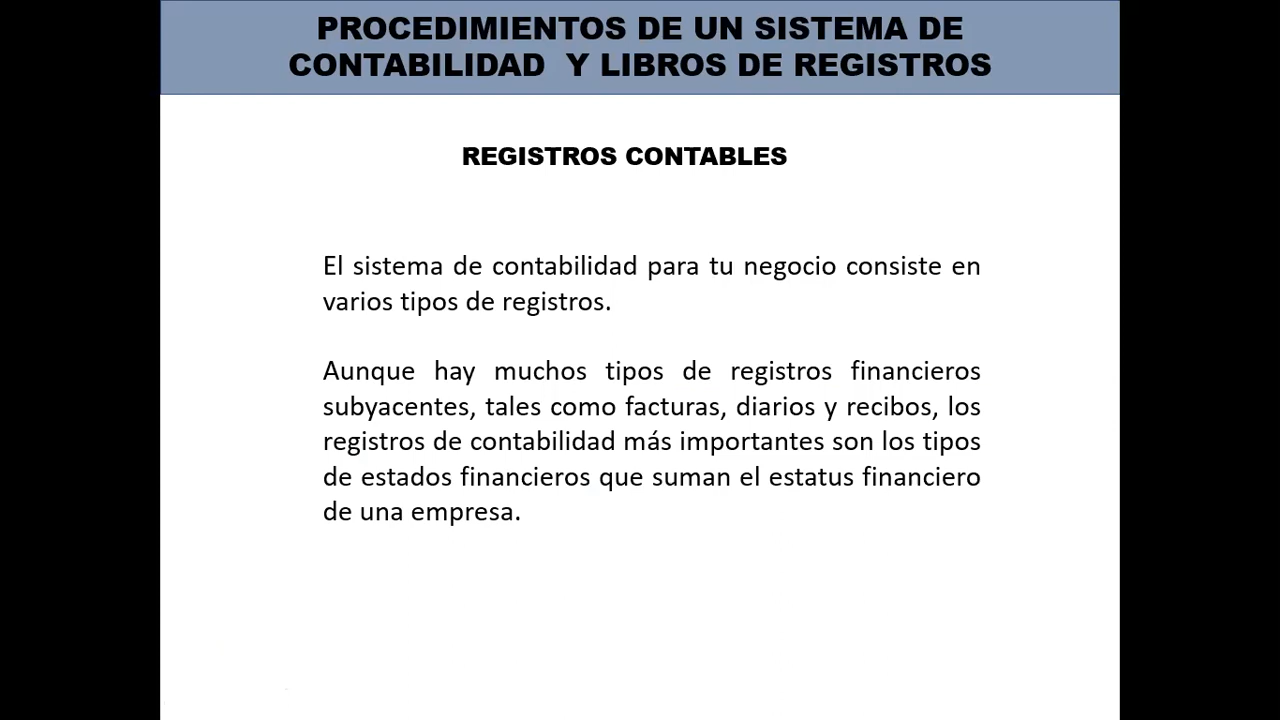 PROCEDIMIENTOS DE UN SISTEMA DE
CONTABILIDAD Y LIBROS DE REGISTROS
REGISTROS CONTABLES
El sistema de contabilidad para tu negocio consiste en
varios tipos de registros.
Aunque hay muchos tipos de registros financieros
subyacentes, tales como facturas, diarios y recibos, los
registros de contabilidad más importantes son los tipos
de estados financieros que suman el estatus financiero
de una empresa.